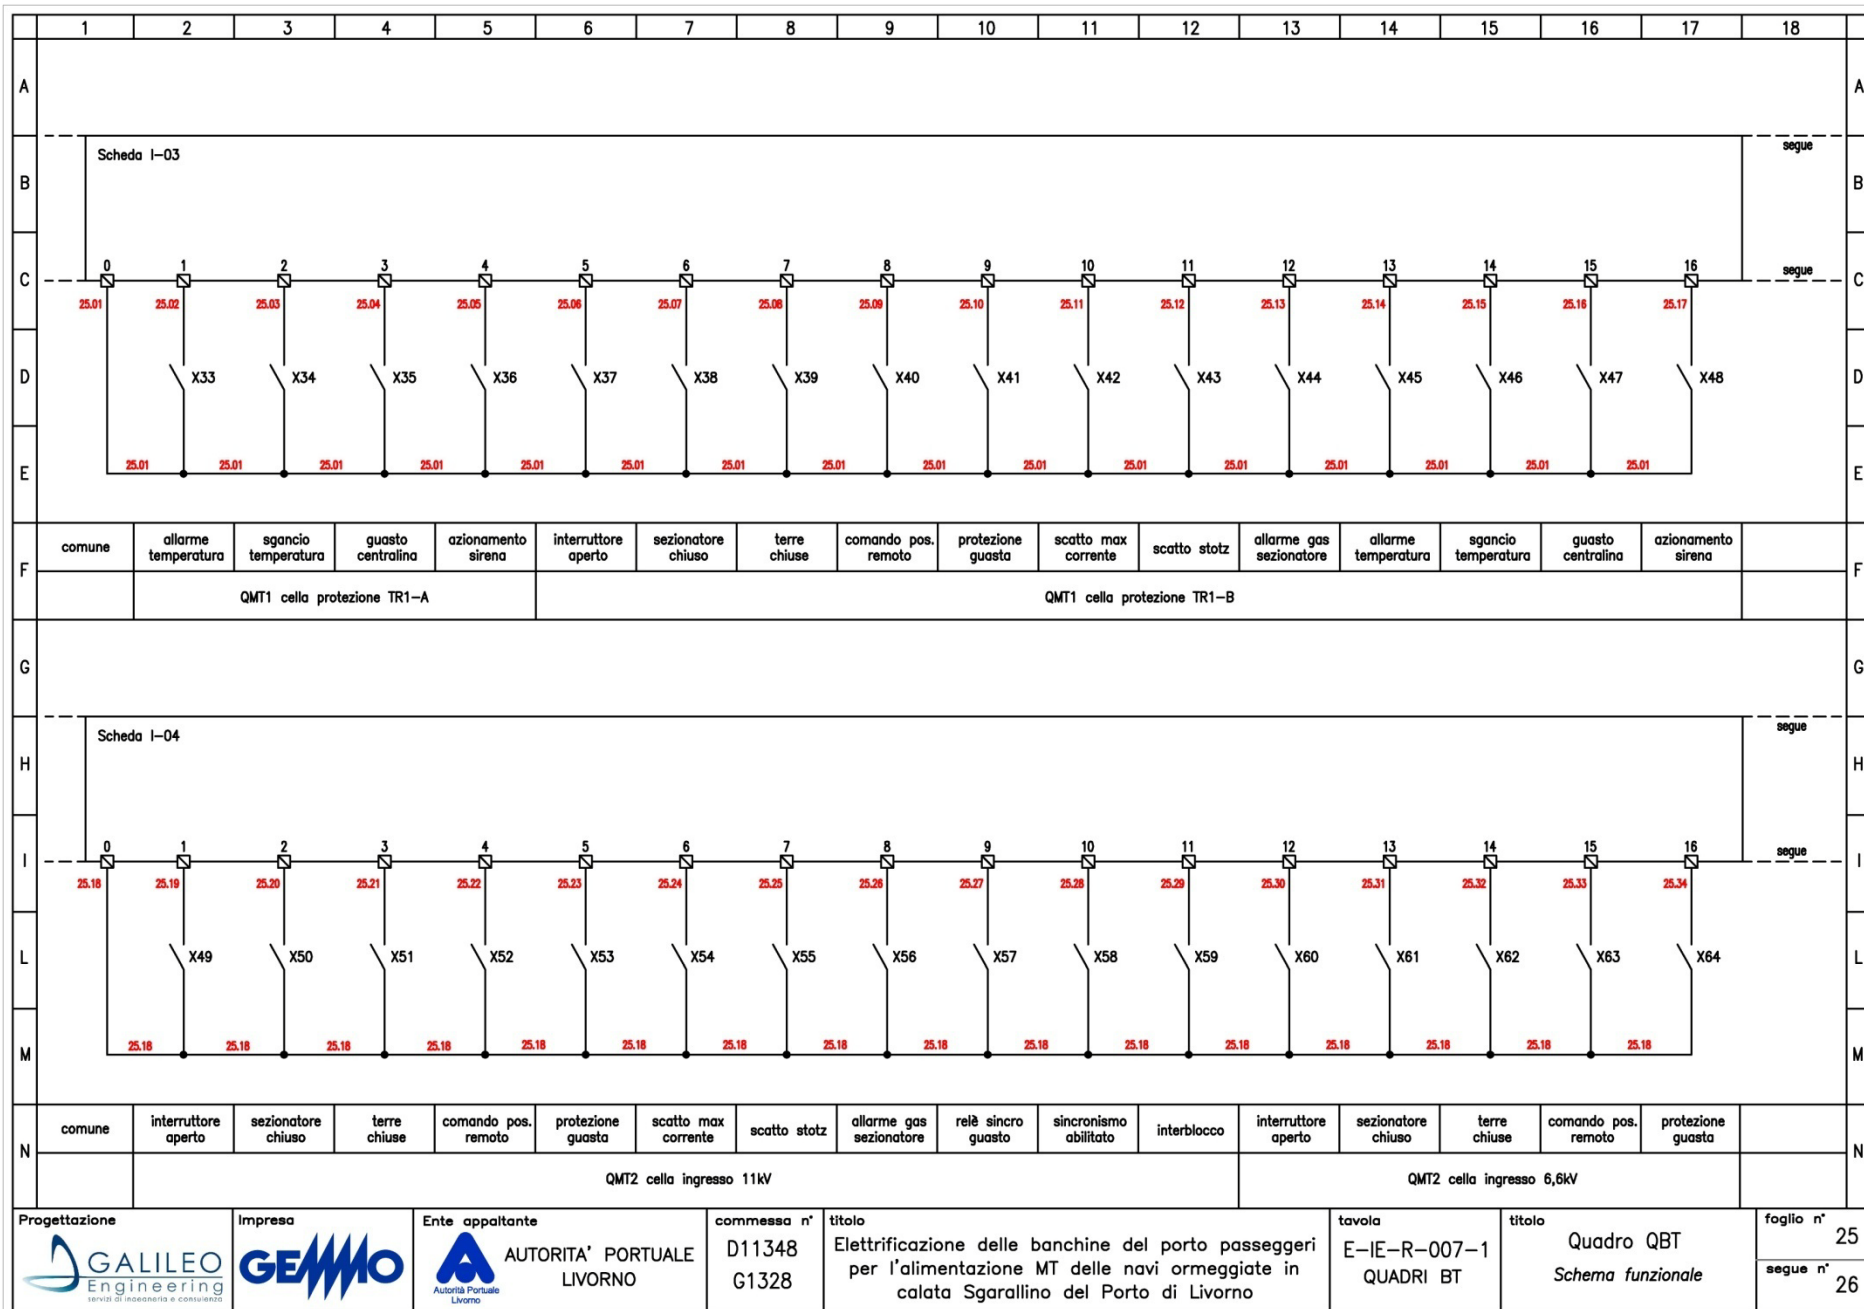 1 2 3 4 5 6 7 8 9 10 11 12 13 14 15 16 17 18
A A
Scheda I-03 segue
B B
0 1 2 3 4 5 6 7 8 9 10 11 12 13 14 15 16 segue
C C
25.01 25.02 25.03 25.04 25.05 25.06 25.07 25.08 25.09 25.10 25.11 25.12 25.13 25.14 25.15 25.16 25.17
D X33 X34 X35 X36 X37 X38 X39 X40 X41 X42 X43 X44 X45 X46 X47 X48 D
25.01 25.01 25.01 25.01 25.01 25.01 25.01 25.01 25.01 25.01 25.01 25.01 25.01 25.01 25.01 25.01
E E
comune
allarme
temperatura
sgancio
temperatura
guasto
centralina
azionamento
sirena
interruttore
aperto
sezionatore
chiuso
terre
chiuse
comando pos.
remoto
protezione
guasta
scatto max
corrente
scatto stotz
allarme gas
sezionatore
allarme
temperatura
sgancio
temperatura
guasto
centralina
azionamento
sirena
F F
QMT1 cella protezione TR1-A QMT1 cella protezione TR1-B
G G
Scheda I-04 segue
H H
0 1 2 3 4 5 6 7 8 9 10 11 12 13 14 15 16 segue
I I
25.18 25.19 25.20 25.21 25.22 25.23 25.24 25.25 25.26 25.27 25.28 25.29 25.30 25.31 25.32 25.33 25.34
L X49 X50 X51 X52 X53 X54 X55 X56 X57 X58 X59 X60 X61 X62 X63 X64 L
25.18 25.18 25.18 25.18 25.18 25.18 25.18 25.18 25.18 25.18 25.18 25.18 25.18 25.18 25.18 25.18
M M
comune
interruttore
aperto
sezionatore
chiuso
terre
chiuse
comando pos.
remoto
protezione
guasta
scatto max
corrente
scatto stotz
allarme gas
sezionatore
relè sincro
guasto
sincronismo
abilitato
interblocco
interruttore
aperto
sezionatore
chiuso
terre
chiuse
comando pos.
remoto
protezione
guasta
N N
QMT2 cella ingresso 11kV QMT2 cella ingresso 6,6kV
Progettazione
GALILEO
Engineering
servizi di ingegneria e consulenza
Impresa
GEMMO
Ente appaltante
Autorità Portuale
Livorno
AUTORITA' PORTUALE
LIVORNO
commessa n°
D11348
G1328
titolo
Elettrificazione delle banchine del porto passeggeri
per l'alimentazione MT delle navi ormeggiate in
calata Sgarallino del Porto di Livorno
tavola
E-IE-R-007-1
QUADRI BT
titolo
Quadro QBT
Schema funzionale
foglio n°
25
segue n°
26